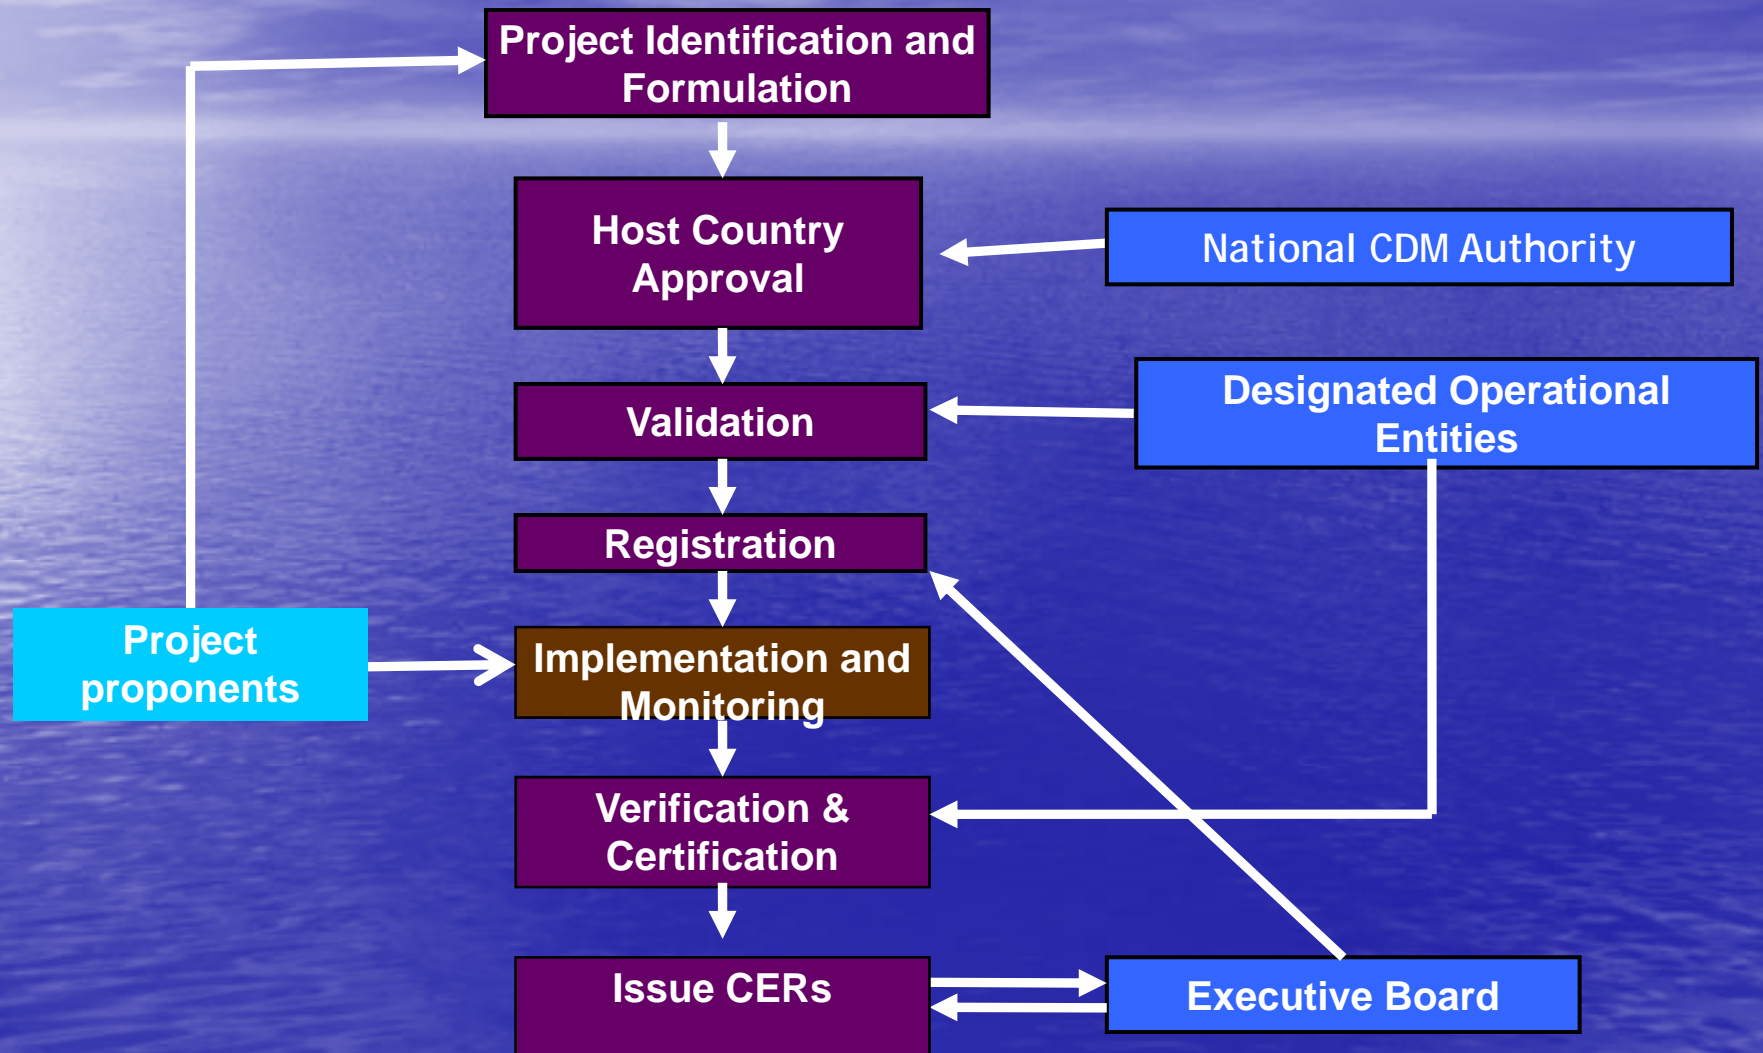 Project Identification and
Formulation
Host Country
Approval
National CDM Authority
Validation
Designated Operational
Entities
Registration
Project
proponents
Implementation and
Monitoring
Verification &
Certification
Issue CERs
Executive Board